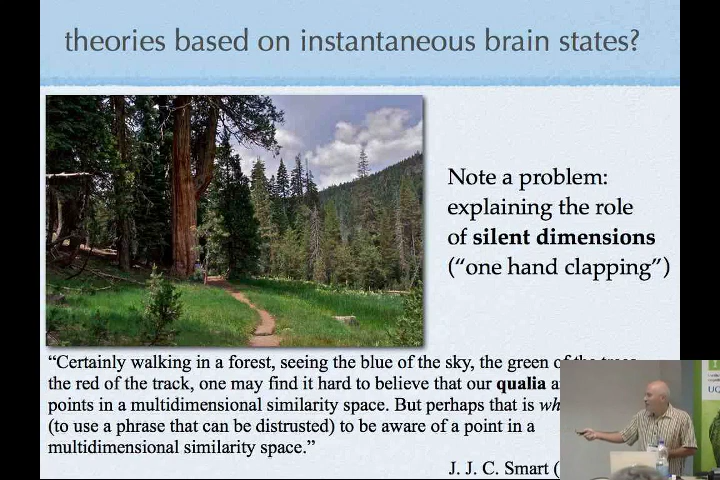 theories based on instantaneous brain states?
Note a problem:
explaining the role
of silent dimensions
(“one hand clapping”)
“Certainly walking in a forest, seeing the blue of the sky, the green of the trees,
the red of the track, one may find it hard to believe that our qualia
points in a multidimensional similarity space. But perhaps that is
(to use a phrase that can be distrusted) to be aware of a point in a
multidimensional similarity space.”
J. J. C. Smart (